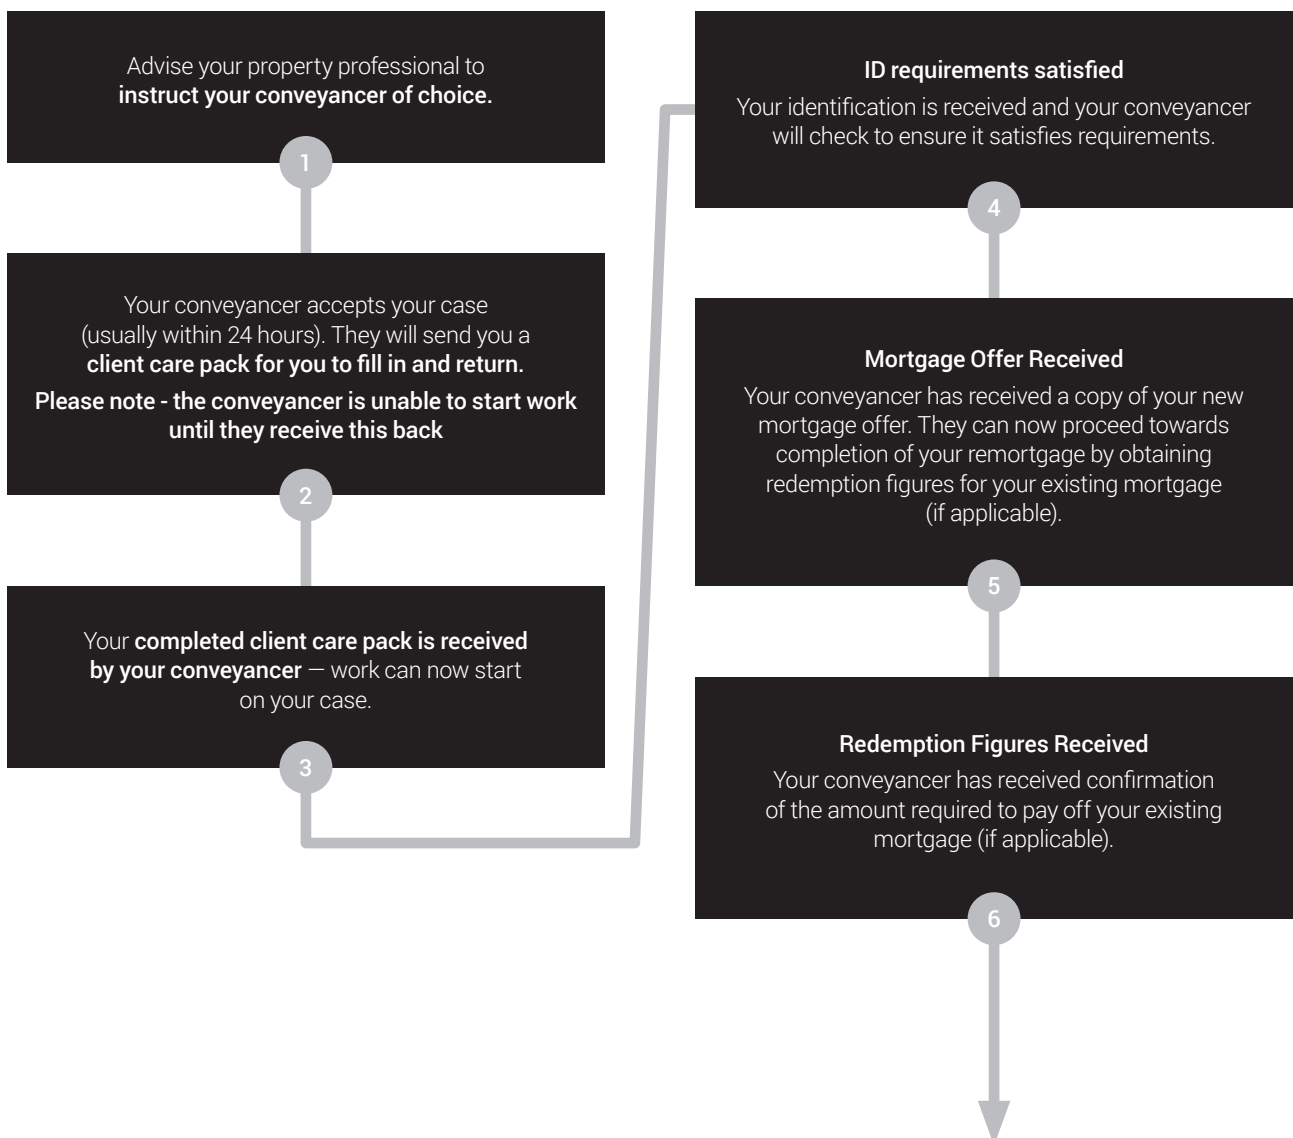 Advise your property professional to
instruct your conveyancer of choice.
1
Your conveyancer accepts your case
(usually within 24 hours). They will send you a
client care pack for you to fill in and return.
Please note - the conveyancer is unable to start work
until they receive this back
2
Your completed client care pack is received
by your conveyancer — work can now start
on your case.
3
ID requirements satisfied
Your identification is received and your conveyancer
will check to ensure it satisfies requirements.
4
Mortgage Offer Received
Your conveyancer has received a copy of your new
mortgage offer. They can now proceed towards
completion of your remortgage by obtaining
redemption figures for your existing mortgage
(if applicable).
5
Redemption Figures Received
Your conveyancer has received confirmation
of the amount required to pay off your existing
mortgage (if applicable).
6